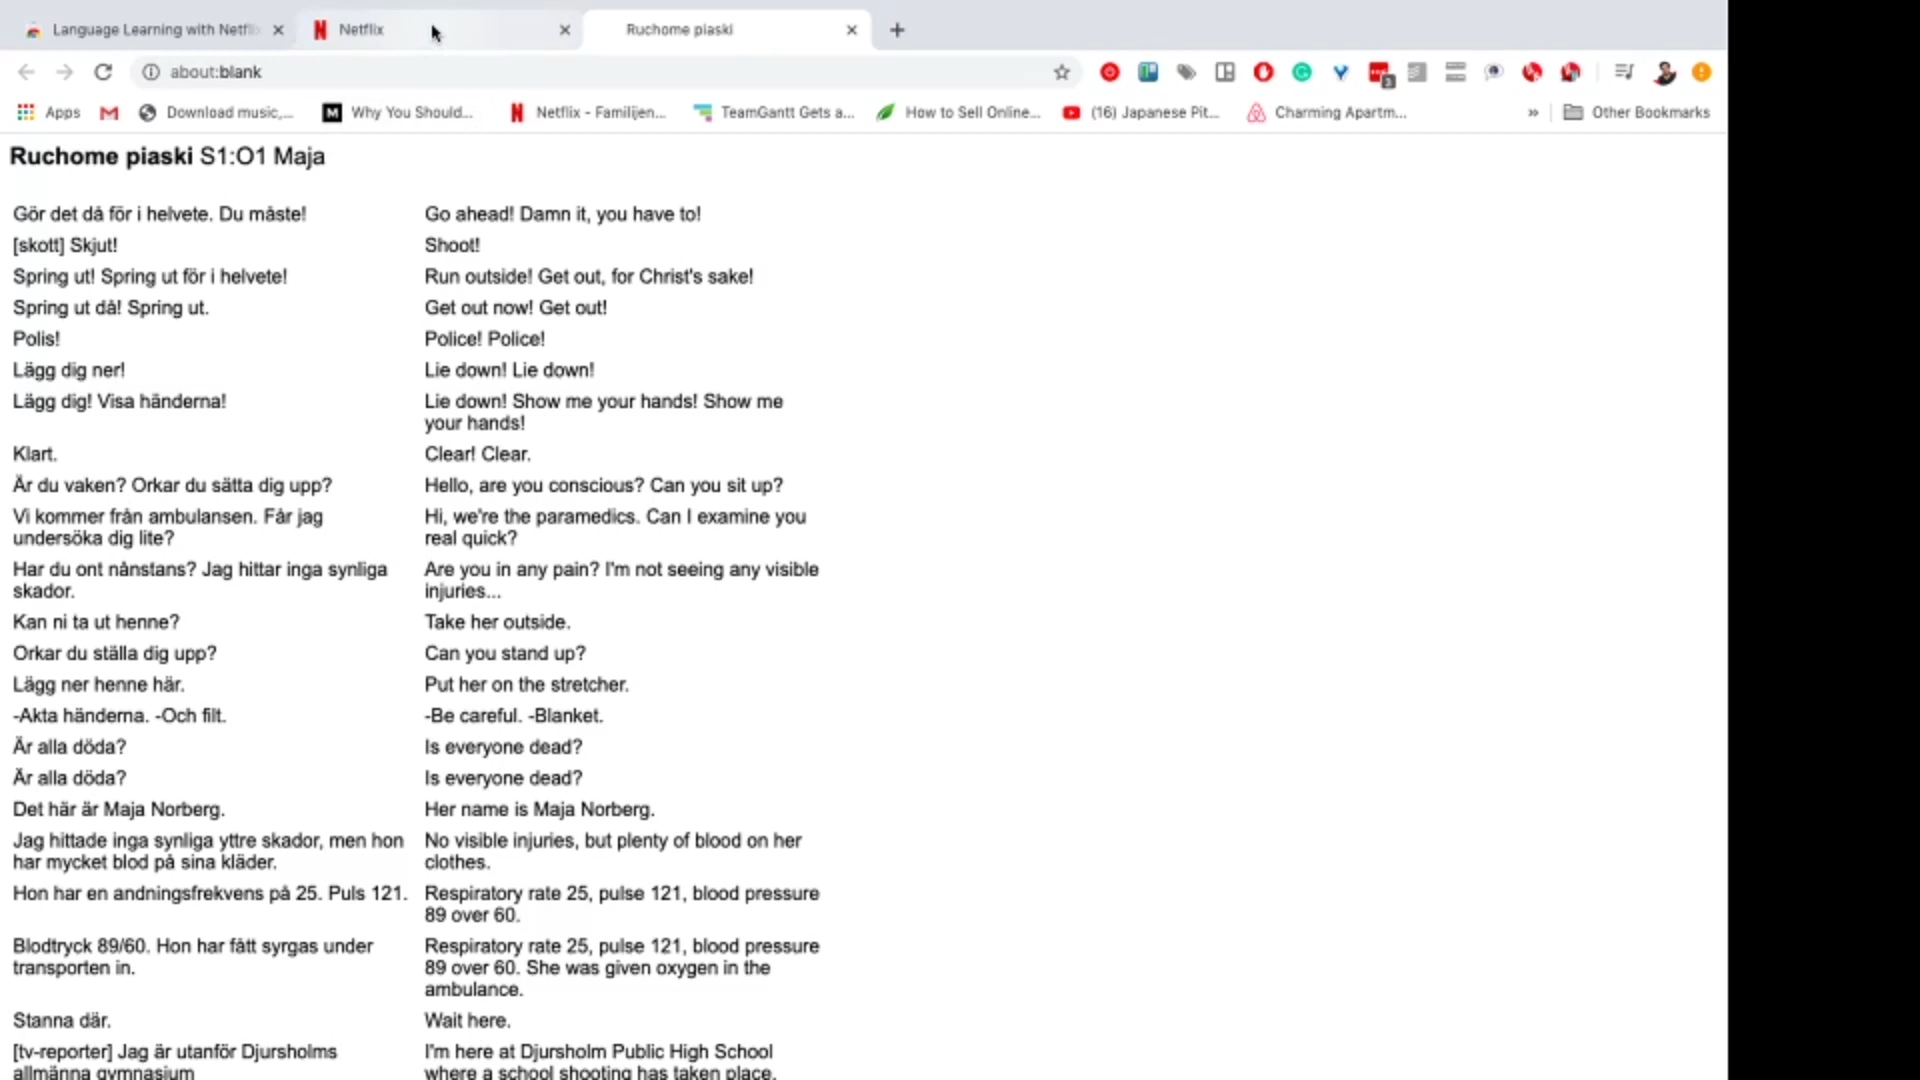 Language Learning with Netfli
Netflix
Ruchome piaski
about:blank
Apps
Download music,...
Why You Should...
Netflix - Familjen...
TeamGantt Gets a...
How to Sell Online...
(16) Japanese Pit...
Charming Apartm...
»
Other Bookmarks
Ruchome piaski S1:O1 Maja
Gör det då för i helvete. Du måste!
Go ahead! Damn it, you have to!
[skott] Skjut!
Shoot!
Spring ut! Spring ut för i helvete!
Run outside! Get out, for Christ's sake!
Spring ut då! Spring ut.
Get out now! Get out!
Polis!
Police! Police!
Lägg dig ner!
Lie down! Lie down!
Lägg dig! Visa händerna!
Lie down! Show me your hands! Show me
your hands!
Klart.
Clear! Clear.
Är du vaken? Orkar du sätta dig upp?
Hello, are you conscious? Can you sit up?
Vi kommer från ambulansen. Får jag
undersöka dig lite?
Hi, we're the paramedics. Can I examine you
real quick?
Har du ont nånstans? Jag hittar inga synliga
skador.
Are you in any pain? I'm not seeing any visible
injuries...
Kan ni ta ut henne?
Take her outside.
Orkar du ställa dig upp?
Can you stand up?
Lägg ner henne här.
Put her on the stretcher.
-Akta händerna. -Och filt.
-Be careful. -Blanket.
Är alla döda?
Is everyone dead?
Är alla döda?
Is everyone dead?
Det här är Maja Norberg.
Her name is Maja Norberg.
Jag hittade inga synliga yttre skador, men hon
har mycket blod på sina kläder.
No visible injuries, but plenty of blood on her
clothes.
Hon har en andningsfrekvens på 25. Puls 121.
Respiratory rate 25, pulse 121, blood pressure
89 over 60.
Blodtryck 89/60. Hon har fått syrgas under
transporten in.
Respiratory rate 25, pulse 121, blood pressure
89 over 60. She was given oxygen in the
ambulance.
Stanna där.
Wait here.
[tv-reporter] Jag är utanför Djursholms
allmänna gymnasium
I'm here at Djursholm Public High School
where a school shooting has taken place.